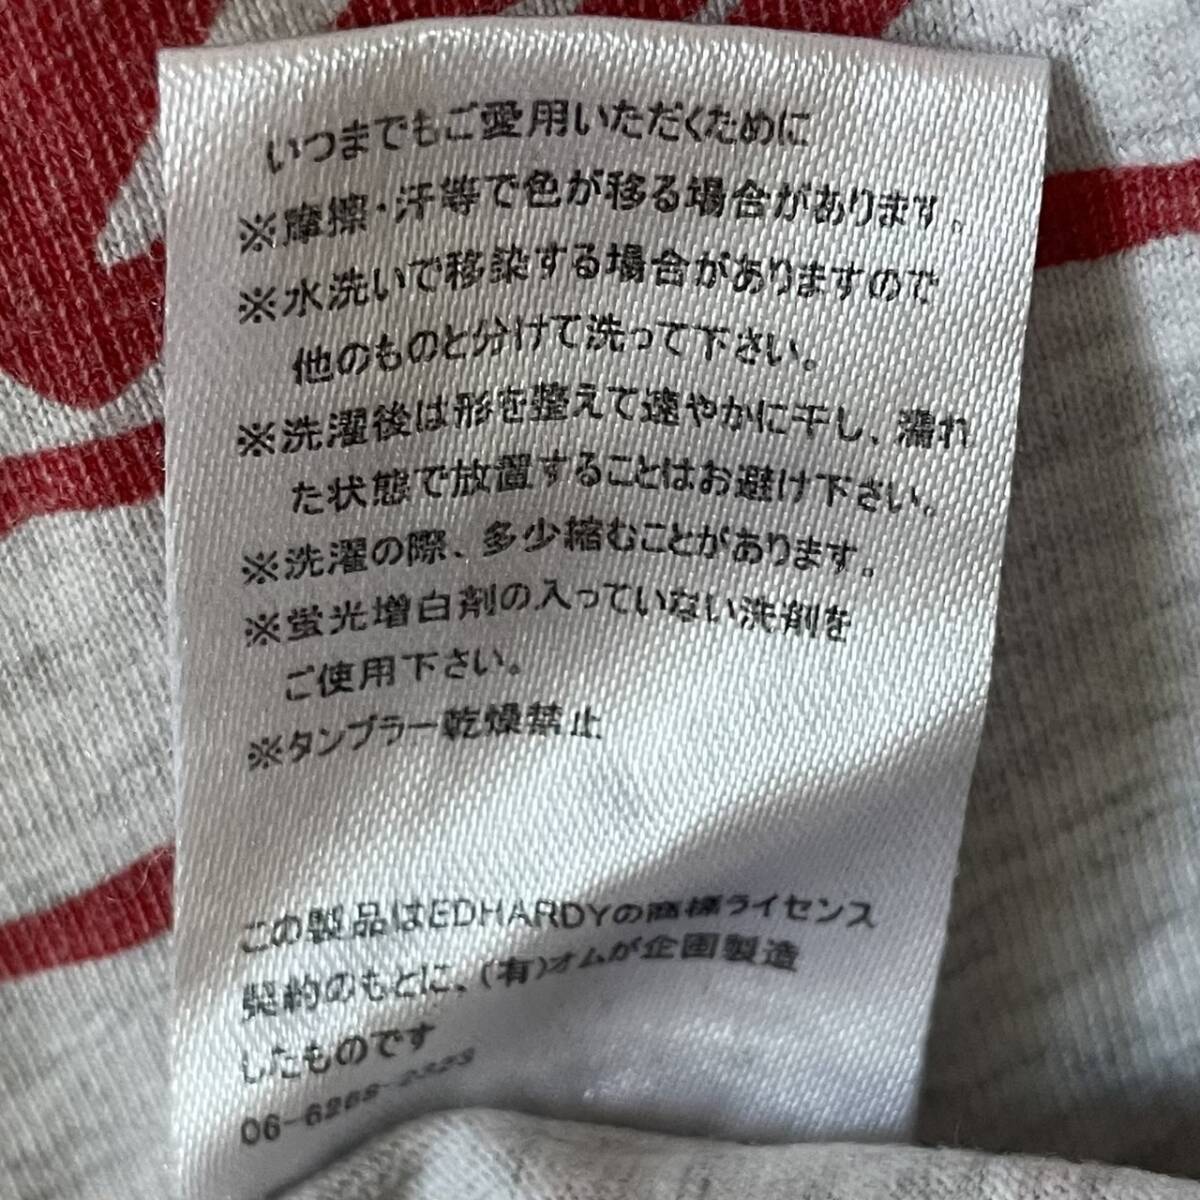 いつまでもご愛用いただくために
※摩擦・汗等で色が移る場合があります。
※水洗いで移染する場合がありますので
他のものと分けて洗って下さい。
※洗濯後は形を整えて速やかに干し、濡れ
た状態で放置することはお避け下さい。
※洗濯の際、多少縮むことがあります。
※蛍光増白剤の入っていない洗剤を
ご使用下さい。
※タンブラー乾燥禁止
この製品はEDHARDYの商標ライセンス
契約のもとに、(有)オムが企画製造
したものです